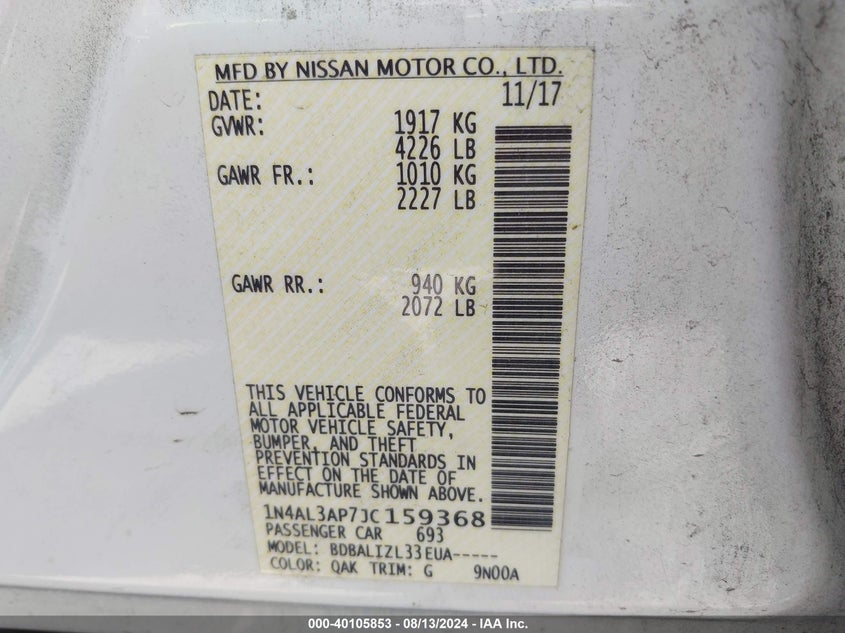 MFD BY NISSAN MOTOR CO., LTD.
DATE: 11/17
GVWR: 1917 KG
4226 LB
GAWR FR.: 1010 KG
2227 LB
GAWR RR.: 940 KG
2072 LB
THIS VEHICLE CONFORMS TO
ALL APPLICABLE FEDERAL
MOTOR VEHICLE SAFETY,
BUMPER, AND THEFT
PREVENTION STANDARDS IN
EFFECT ON THE DATE OF
MANUFACTURE SHOWN ABOVE.
1N4AL3AP7JC159368
PASSENGER CAR 693
MODEL: BDBALIZL33EUA-----
COLOR: QAK TRIM: G 9N00A
000-40105853 - 08/13/2024 - IAA Inc.